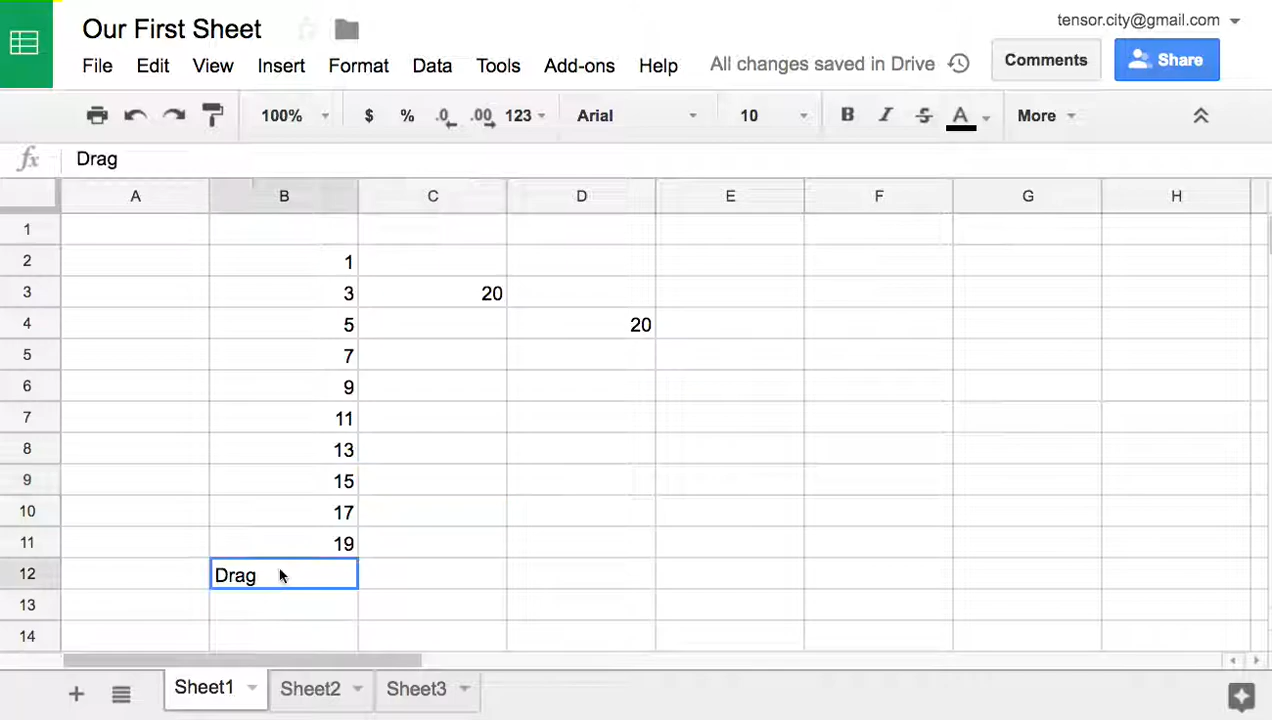 Our First Sheet
tensor.city@gmail.com
File Edit View Insert Format Data Tools Add-ons Help All changes saved in Drive
Comments
Share
100% $ % .0 .00 123 Arial 10 B I S A More
fx Drag
A B C D E F G H
1
2 1
3 3 20
4 5 20
5 7
6 9
7 11
8 13
9 15
10 17
11 19
12 Drag
13
14
+ Sheet1 Sheet2 Sheet3